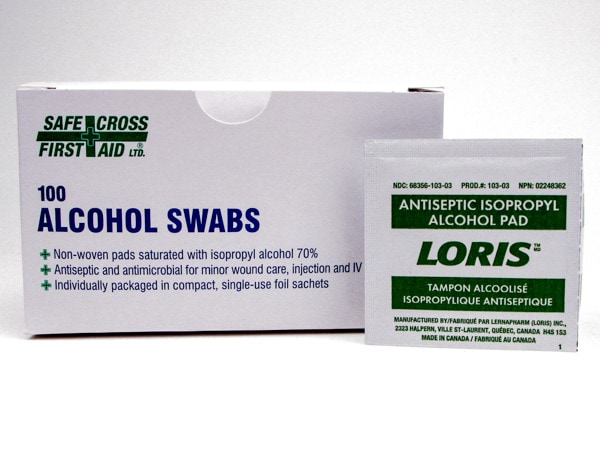 SAFE CROSS
FIRST AID LTD.®
100
ALCOHOL SWABS
Non-woven pads saturated with isopropyl alcohol 70%
Antiseptic and antimicrobial for minor wound care, injection and IV
Individually packaged in compact, single-use foil sachets
NDC: 68356-103-03 PROD.#: 103-03 NPN: 02248362
ANTISEPTIC ISOPROPYL
ALCOHOL PAD
LORIS TM MD
TAMPON ALCOOLISÉ
ISOPROPYLIQUE ANTISEPTIQUE
MANUFACTURED BY/FABRIQUÉ PAR LERNAPHARM (LORIS) INC.,
2323 HALPERN, VILLE ST-LAURENT, QUÉBEC, CANADA H4S 1S3
MADE IN CANADA / FABRIQUÉ AU CANADA
1